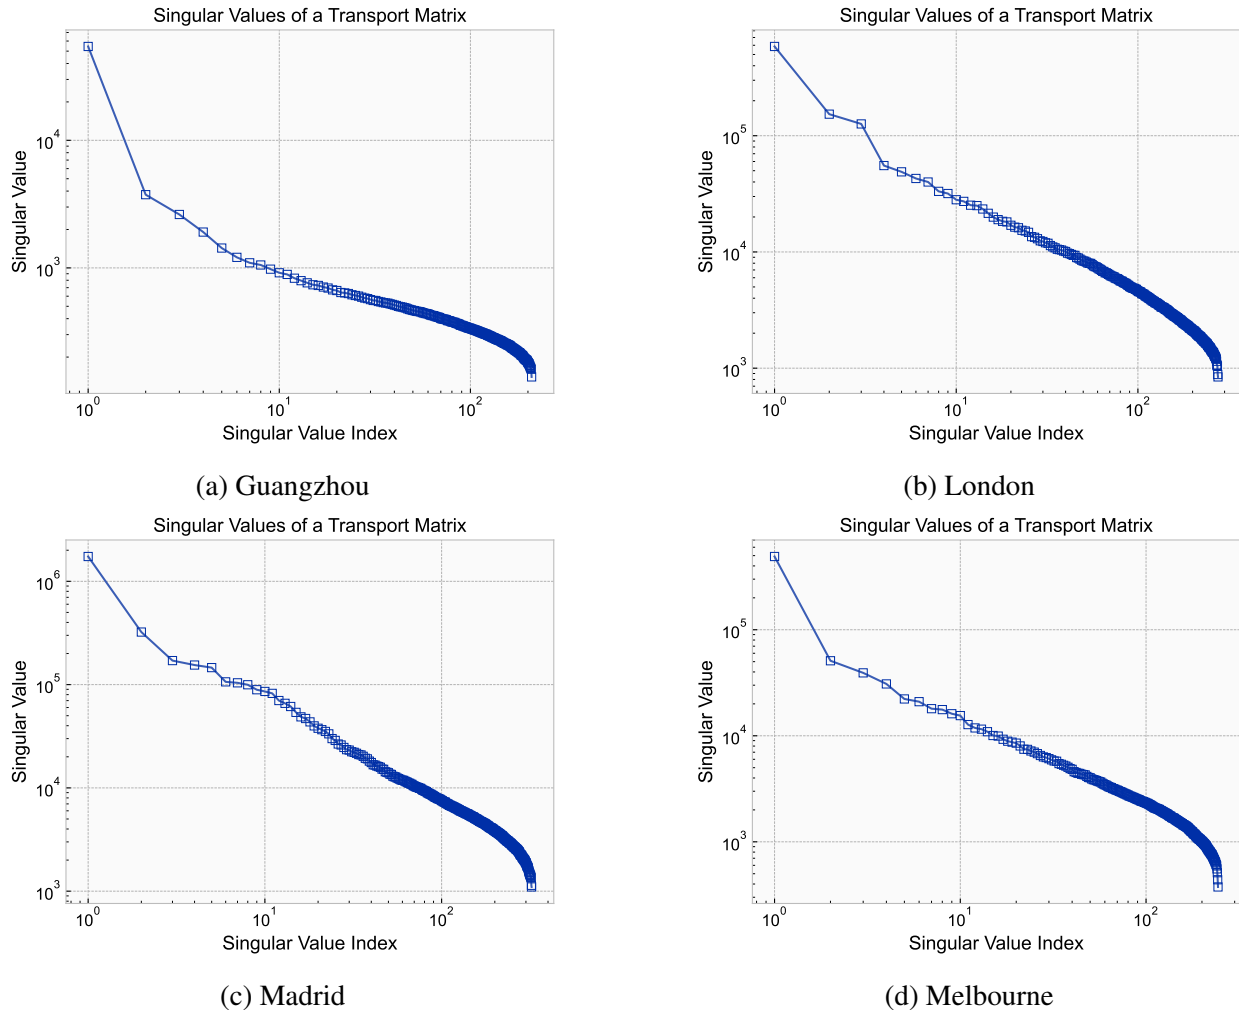 Singular Values of a Transport Matrix
Singular Value
10^4
10^3
10^0 10^1 10^2
Singular Value Index
(a) Guangzhou
Singular Values of a Transport Matrix
Singular Value
10^5
10^4
10^3
10^0 10^1 10^2
Singular Value Index
(b) London
Singular Values of a Transport Matrix
Singular Value
10^6
10^5
10^4
10^3
10^0 10^1 10^2
Singular Value Index
(c) Madrid
Singular Values of a Transport Matrix
Singular Value
10^5
10^4
10^3
10^0 10^1 10^2
Singular Value Index
(d) Melbourne